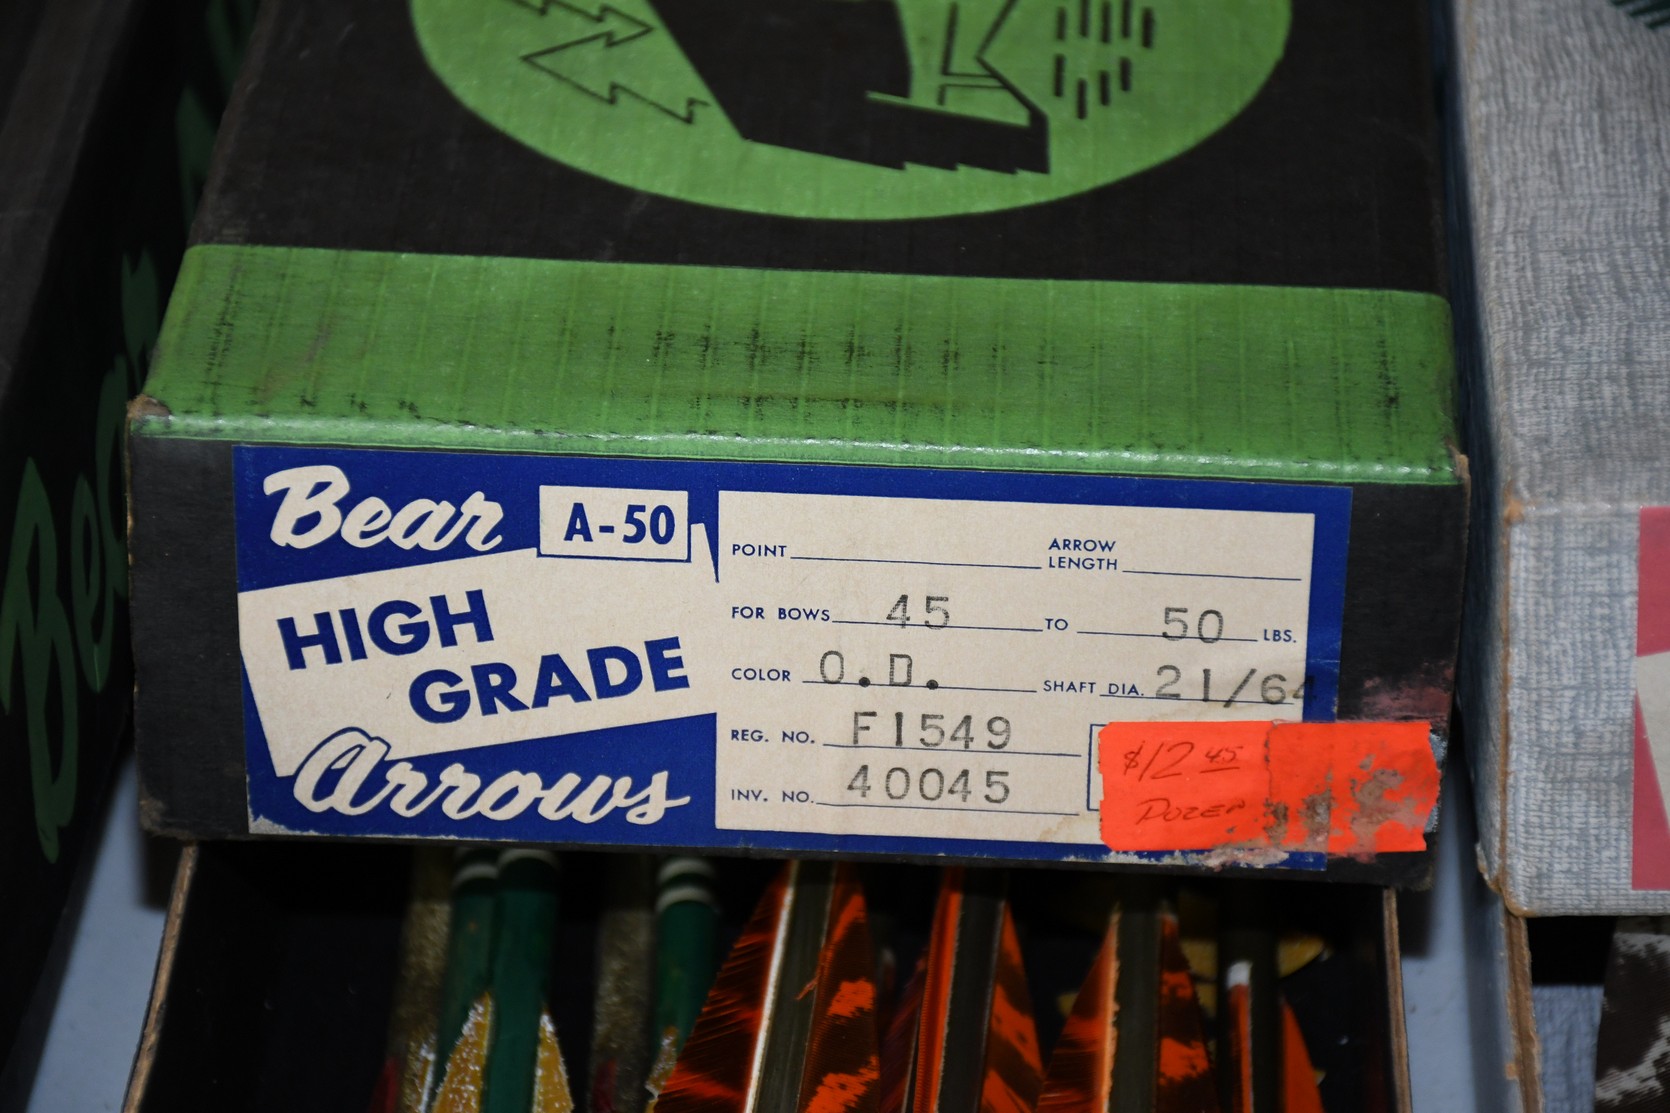 Bear
A-50
HIGH
GRADE
Arrows
POINT
ARROW
LENGTH
FOR BOWS 45 TO 50 LBS.
COLOR O.D. SHAFT DIA. 21/64
REG. NO. F1549
INV. NO. 40045
$12 45
DOZEN
Bear